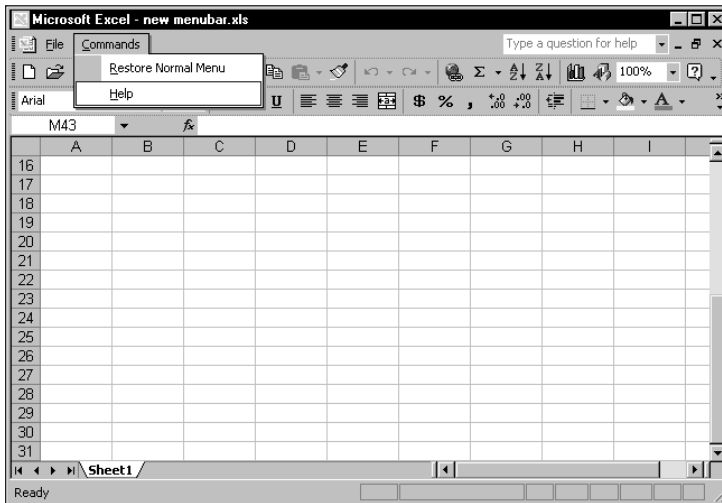 Microsoft Excel - new menubar.xls
File Commands Type a question for help
Restore Normal Menu
100%
Help
Arial
U $ % , .00
M43 fx
A B C D E F G H I
16
17
18
19
20
21
22
23
24
25
26
27
28
29
30
31
Sheet1
Ready